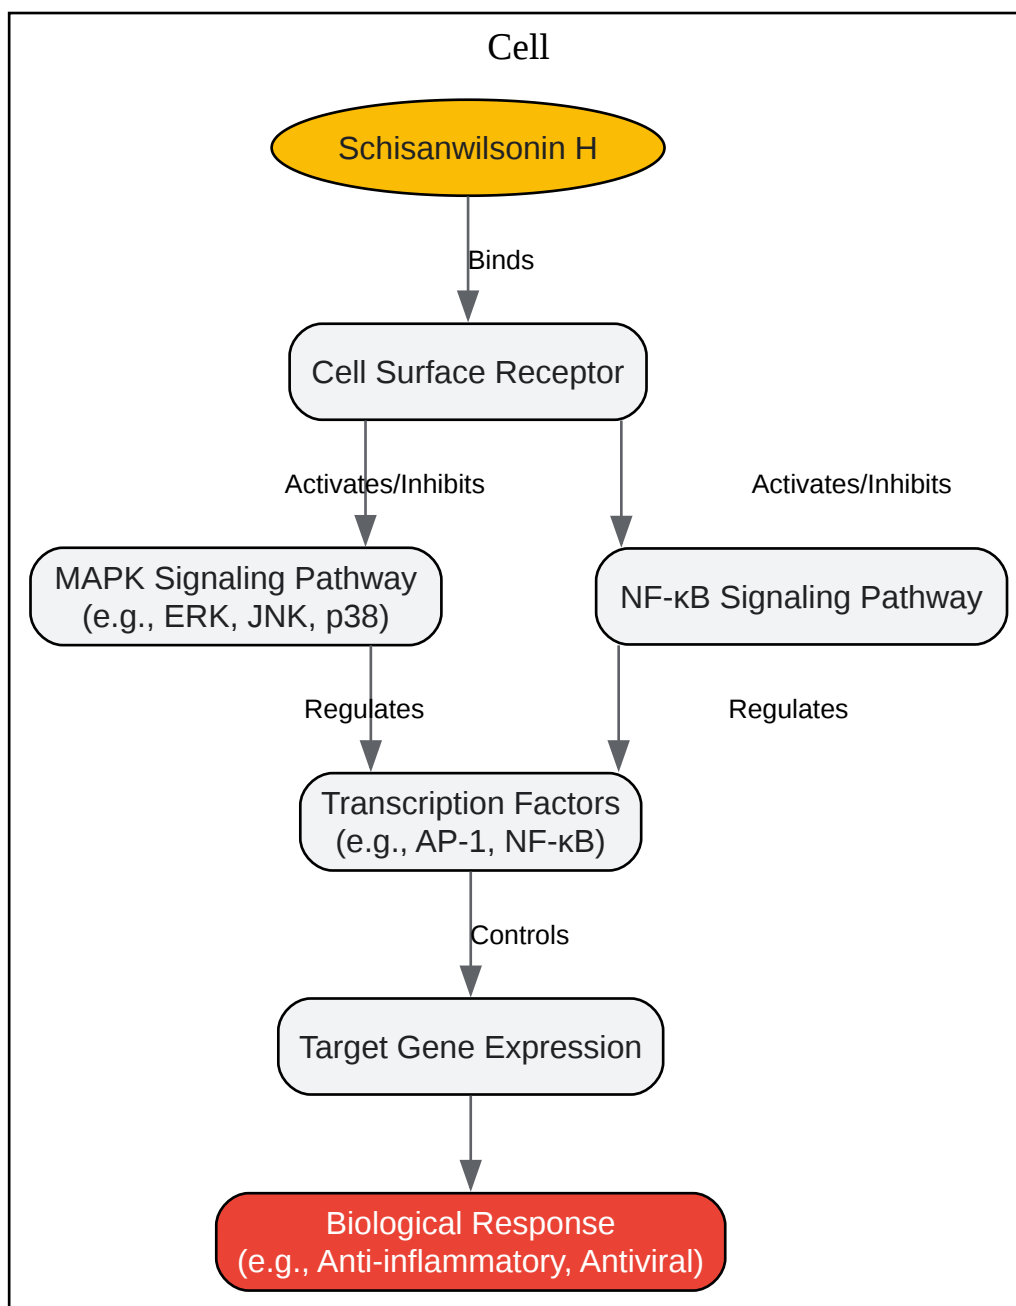 Cell
Schisanwilsonin H
Binds
Cell Surface Receptor
Activates/Inhibits
Activates/Inhibits
MAPK Signaling Pathway
(e.g., ERK, JNK, p38)
NF-κB Signaling Pathway
Regulates
Regulates
Transcription Factors
(e.g., AP-1, NF-κB)
Controls
Target Gene Expression
Biological Response
(e.g., Anti-inflammatory, Antiviral)